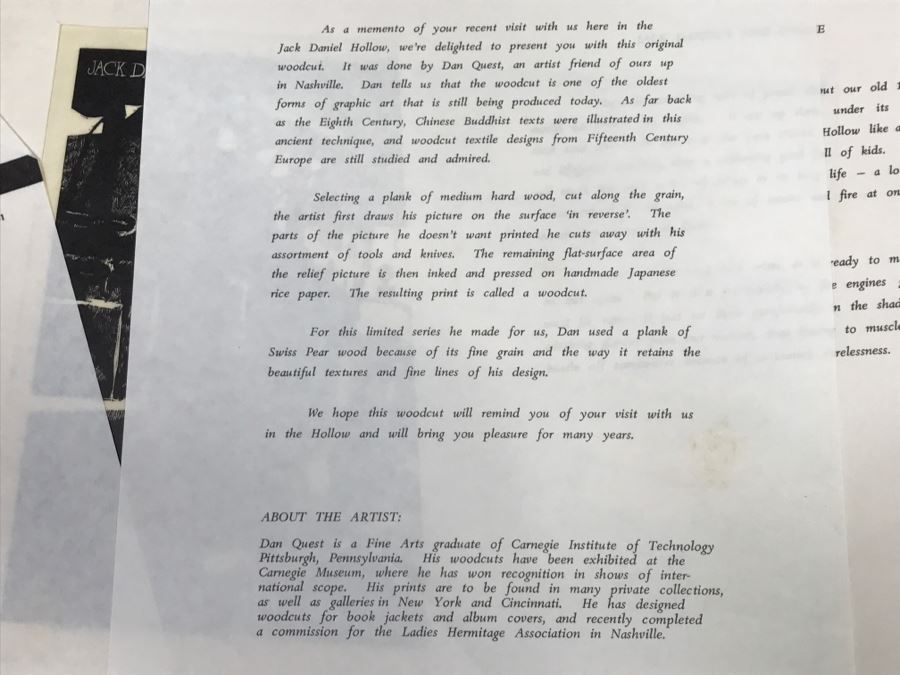 JACK D
E
As a memento of your recent visit with us here in the
Jack Daniel Hollow, we're delighted to present you with this original
woodcut. It was done by Dan Quest, an artist friend of ours up
in Nashville. Dan tells us that the woodcut is one of the oldest
forms of graphic art that is still being produced today. As far back
as the Eighth Century, Chinese Buddhist texts were illustrated in this
ancient technique, and woodcut textile designs from Fifteenth Century
Europe are still studied and admired.
Selecting a plank of medium hard wood, cut along the grain,
the artist first draws his picture on the surface 'in reverse'. The
parts of the picture he doesn't want printed he cuts away with his
assortment of tools and knives. The remaining flat-surface area of
the relief picture is then inked and pressed on handmade Japanese
rice paper. The resulting print is called a woodcut.
For this limited series he made for us, Dan used a plank of
Swiss Pear wood because of its fine grain and the way it retains the
beautiful textures and fine lines of his design.
We hope this woodcut will remind you of your visit with us
in the Hollow and will bring you pleasure for many years.
ABOUT THE ARTIST:
Dan Quest is a Fine Arts graduate of Carnegie Institute of Technology
Pittsburgh, Pennsylvania. His woodcuts have been exhibited at the
Carnegie Museum, where he has won recognition in shows of inter-
national scope. His prints are to be found in many private collections,
as well as galleries in New York and Cincinnati. He has designed
woodcuts for book jackets and album covers, and recently completed
a commission for the Ladies Hermitage Association in Nashville.
our old
under its
Hollow like
of kids.
life – a lo
fire at on
eady to m
engines
the shad
to muscle
relessness.